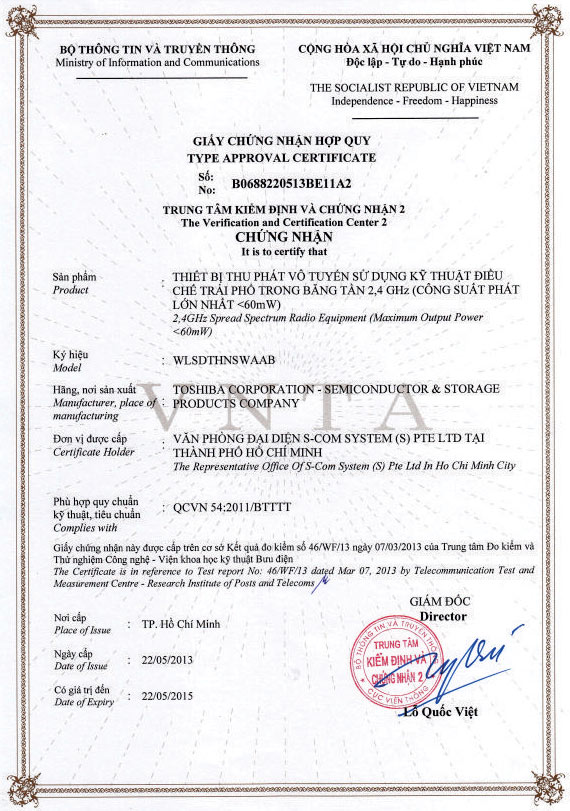 BỘ THÔNG TIN VÀ TRUYỀN THÔNG
Ministry of Information and Communications
CỘNG HÒA XÃ HỘI CHỦ NGHĨA VIỆT NAM
Độc lập - Tự do - Hạnh phúc
THE SOCIALIST REPUBLIC OF VIETNAM
Independence - Freedom - Happiness
GIẤY CHỨNG NHẬN HỢP QUY
TYPE APPROVAL CERTIFICATE
Số:
No: B0688220513BE11A2
TRUNG TÂM KIỂM ĐỊNH VÀ CHỨNG NHẬN 2
The Verification and Certification Center 2
CHỨNG NHẬN
It is to certify that
Sản phẩm
Product
: THIẾT BỊ THU PHÁT VÔ TUYẾN SỬ DỤNG KỸ THUẬT ĐIỀU
CHẾ TRẢI PHỔ TRONG BĂNG TẦN 2,4 GHz (CÔNG SUẤT PHÁT
LỚN NHẤT <60mW)
2,4GHz Spread Spectrum Radio Equipment (Maximum Output Power
<60mW)
Ký hiệu
Model
: WLSDTHNSWAAB
Hãng, nơi sản xuất
Manufacturer, place of
manufacturing
: TOSHIBA CORPORATION - SEMICONDUCTOR & STORAGE
PRODUCTS COMPANY
VNTA
Đơn vị được cấp
Certificate Holder
: VĂN PHÒNG ĐẠI DIỆN S-COM SYSTEM (S) PTE LTD TẠI
THÀNH PHỐ HỒ CHÍ MINH
The Representative Office Of S-Com System (S) Pte Ltd In Ho Chi Minh City
Phù hợp quy chuẩn
kỹ thuật, tiêu chuẩn
Complies with
: QCVN 54:2011/BTTTT
Giấy chứng nhận này được cấp trên cơ sở Kết quả đo kiểm số 46/WF/13 ngày 07/03/2013 của Trung tâm Đo kiểm và
Thử nghiệm Công nghệ - Viện khoa học kỹ thuật Bưu điện
The Certificate is in reference to Test report No: 46/WF/13 dated Mar 07, 2013 by Telecommunication Test and
Measurement Centre - Research Institute of Posts and Telecoms
Nơi cấp
Place of Issue
: TP. Hồ Chí Minh
Ngày cấp
Date of Issue
: 22/05/2013
Có giá trị đến
Date of Expiry
: 22/05/2015
GIÁM ĐỐC
Director
BỘ THÔNG TIN VÀ TRUYỀN THÔNG
TRUNG TÂM
KIỂM ĐỊNH VÀ
CHỨNG NHẬN 2
CỤC VIỄN THÔNG
Lô Quốc Việt